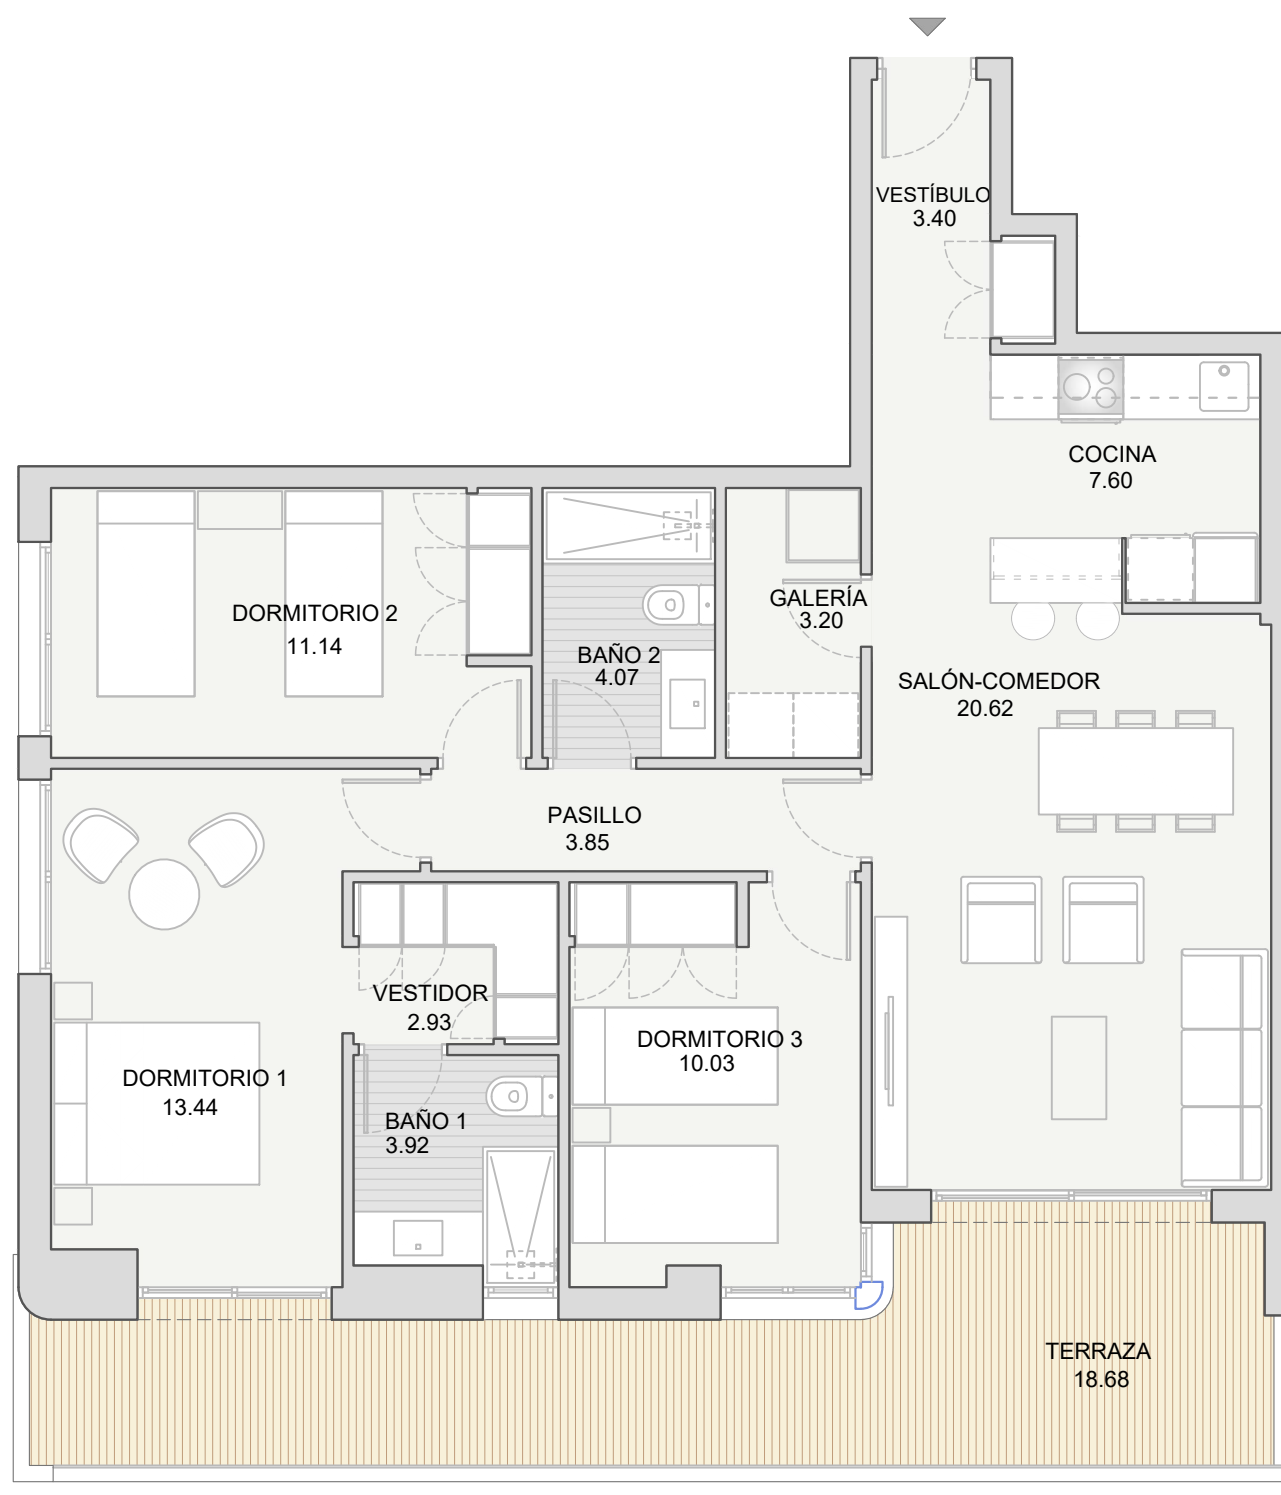 VESTÍBULO
3.40
COCINA
7.60
DORMITORIO 2
11.14
BAÑO 2
4.07
GALERÍA
3.20
SALÓN-COMEDOR
20.62
PASILLO
3.85
VESTIDOR
2.93
DORMITORIO 1
13.44
BAÑO 1
3.92
DORMITORIO 3
10.03
TERRAZA
18.68